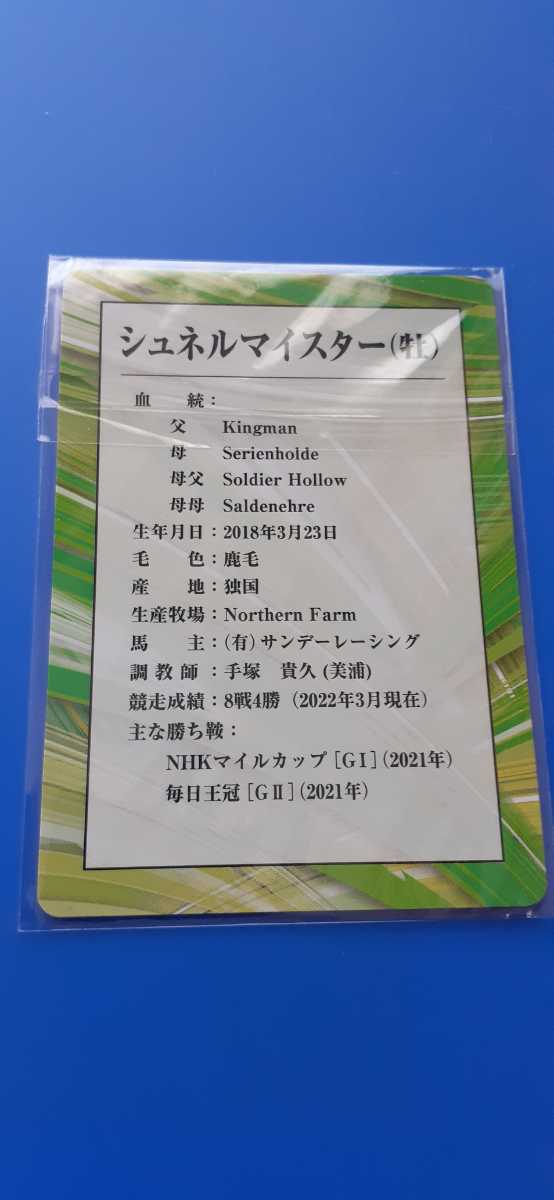 シュネルマイスター(牡)
血　統：
父　Kingman
母　Serienholde
母父　Soldier Hollow
母母　Saldenehre
生年月日：2018年3月23日
毛　色：鹿毛
産　地：独国
生産牧場：Northern Farm
馬　主：(有)サンデーレーシング
調教師：手塚　貴久(美浦)
競走成績：8戦4勝（2022年3月現在）
主な勝ち鞍：
NHKマイルカップ[GⅠ](2021年)
毎日王冠[GⅡ](2021年)